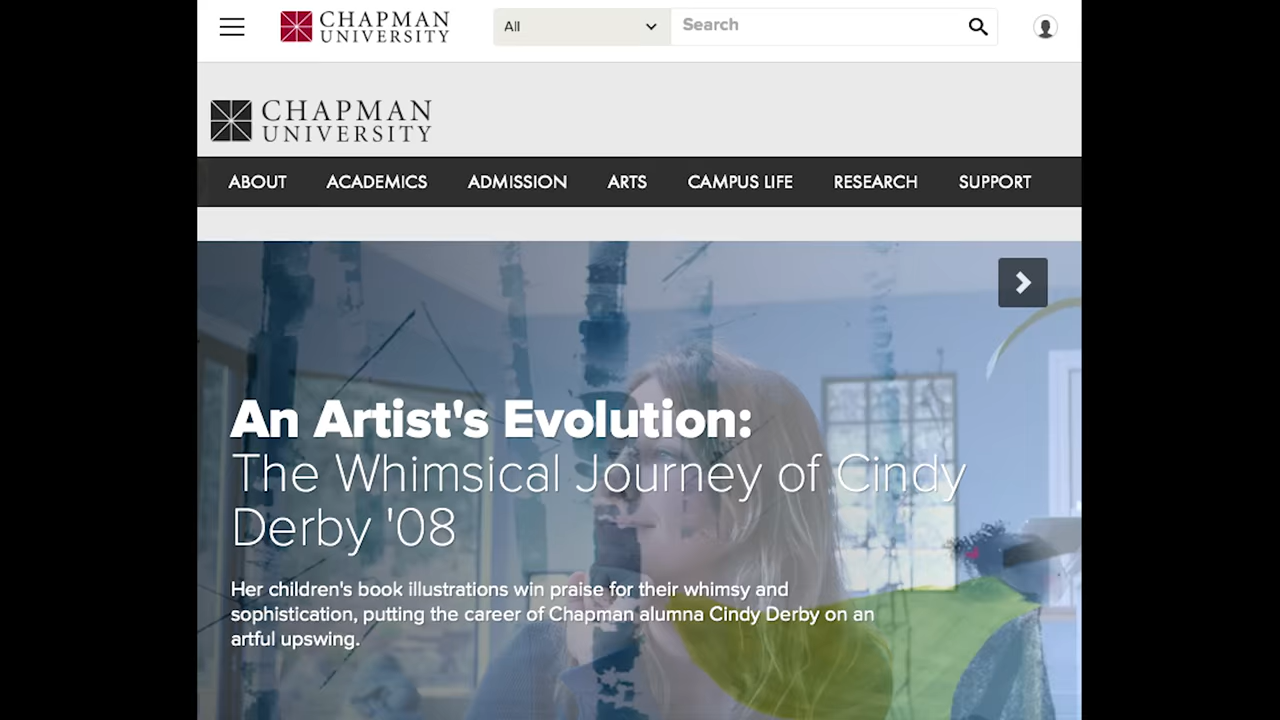 CHAPMAN
UNIVERSITY
All
Search
CHAPMAN
UNIVERSITY
ABOUT ACADEMICS ADMISSION ARTS CAMPUS LIFE RESEARCH SUPPORT
An Artist's Evolution:
The Whimsical Journey of Cindy
Derby '08
Her children's book illustrations win praise for their whimsy and
sophistication, putting the career of Chapman alumna Cindy Derby on an
artful upswing.